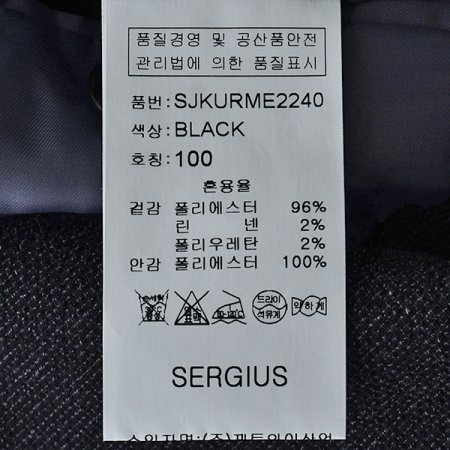 품질경영 및 공산품안전
관리법에 의한 품질표시
품번:SJKURME2240
색상:BLACK
호칭:100
혼용율
겉감 폴리에스터 96%
린 넨 2%
폴리우레탄 2%
안감 폴리에스터 100%
드라이
석유계
약하게
SERGIUS